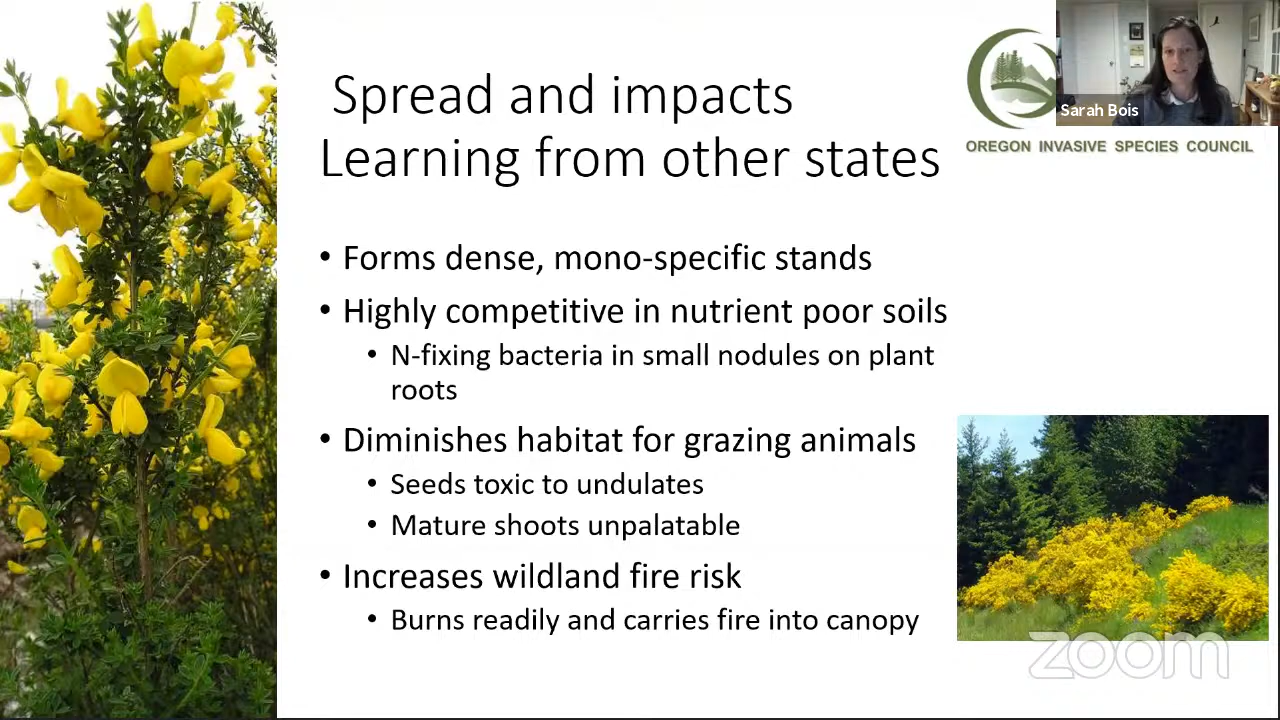 Spread and impacts
Learning from other states
Sarah Bois
OREGON INVASIVE SPECIES COUNCIL
• Forms dense, mono-specific stands
• Highly competitive in nutrient poor soils
• N-fixing bacteria in small nodules on plant
roots
• Diminishes habitat for grazing animals
• Seeds toxic to undulates
• Mature shoots unpalatable
• Increases wildland fire risk
• Burns readily and carries fire into canopy
zoom